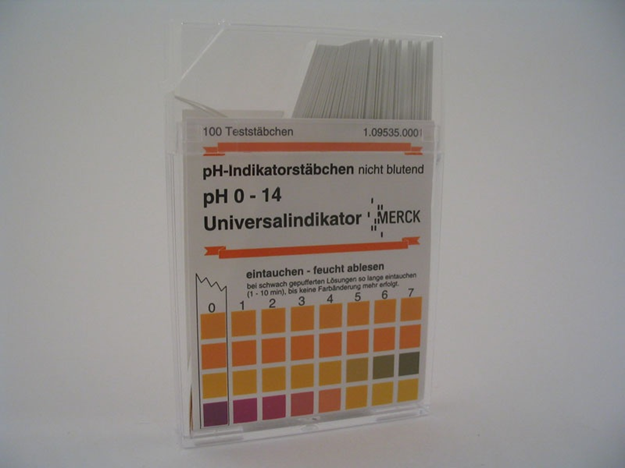 100 Teststäbchen 1.09535.0001
pH-Indikatorstäbchen nicht blutend
pH 0 - 14
Universalindikator MERCK
eintauchen - feucht ablesen
bei schwach gepufferten Lösungen so lange eintauchen
(1 - 10 min), bis keine Farbänderung mehr erfolgt.
0 1 2 3 4 5 6 7